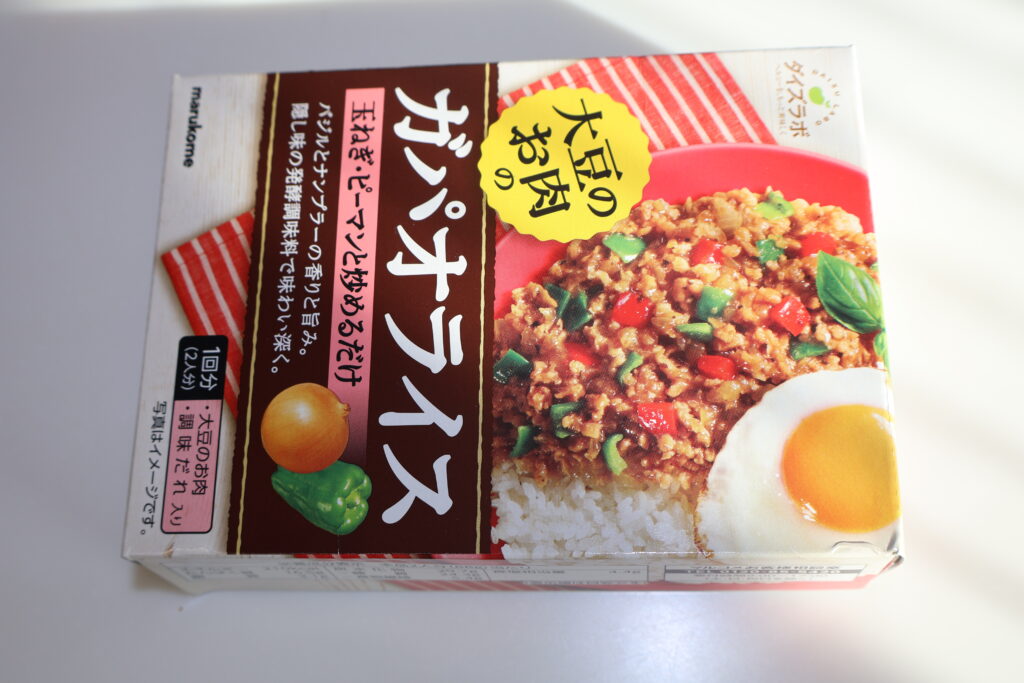 marukome
DAIZU LABO
ダイズラボ
大豆の
お肉
の
ガパオライス
玉ねぎ・ピーマンと炒めるだけ
バジルとナンプラーの香りと旨み。
隠し味の発酵調味料で味わい深く。
1回分
(2人分)
・大豆のお肉
・調味だれ 入り
写真はイメージです。